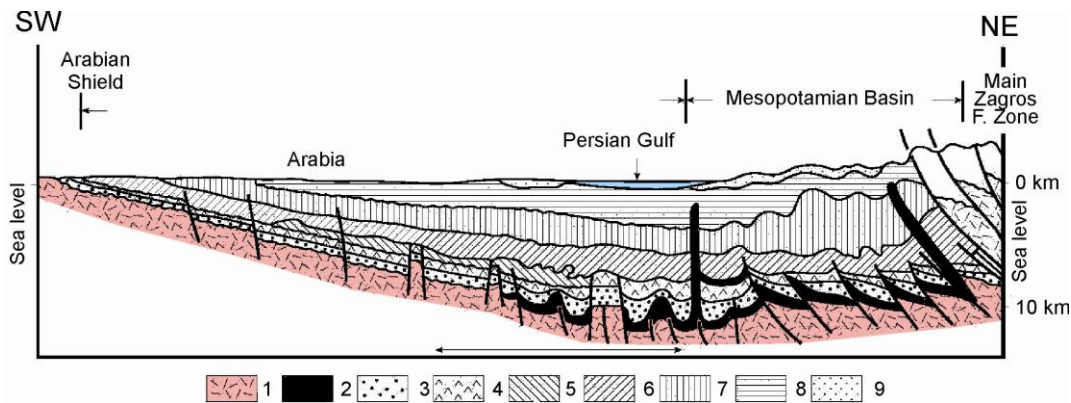 SW
NE
Arabian
Shield
Mesopotamian Basin
Main
Zagros
F. Zone
Persian Gulf
Arabia
Sea level
0 km
Sea level
10 km
1 2 3 4 5 6 7 8 9